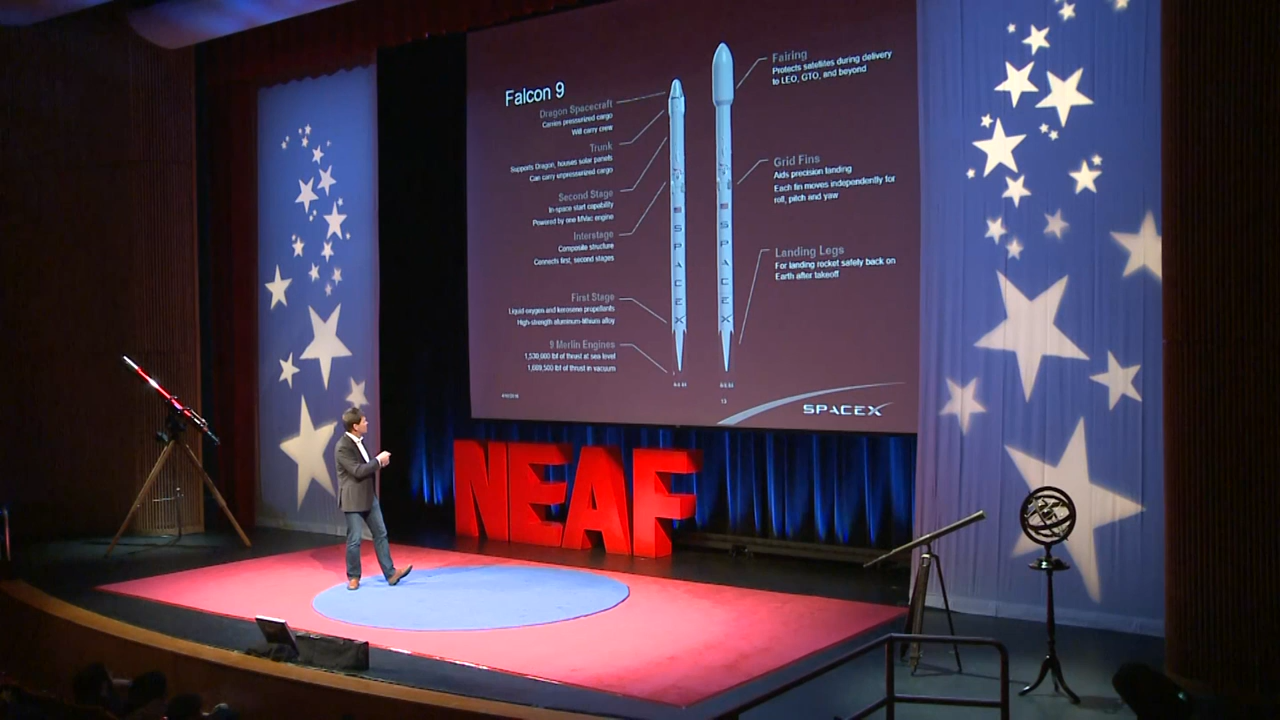 Falcon 9
Dragon Spacecraft
Carries pressurized cargo
Will carry crew
Trunk
Supports Dragon, houses solar panels
Can carry unpressurized cargo
Second Stage
In-space start capability
Powered by one MVac engine
Interstage
Composite structure
Connects first, second stages
First Stage
Liquid oxygen and kerosene propellants
High-strength aluminum-lithium alloy
9 Merlin Engines
1,530,000 lbf of thrust at sea level
lbf of thrust in vacuum
Fairing
Protects satellites during delivery
to LEO, GTO, and beyond
Grid Fins
Aids precision landing
Each fin moves independently for
roll, pitch and yaw
Landing Legs
For landing rocket safely back on
Earth after takeoff
SPACEX
SPACEX
13
SPACEX
NEAF